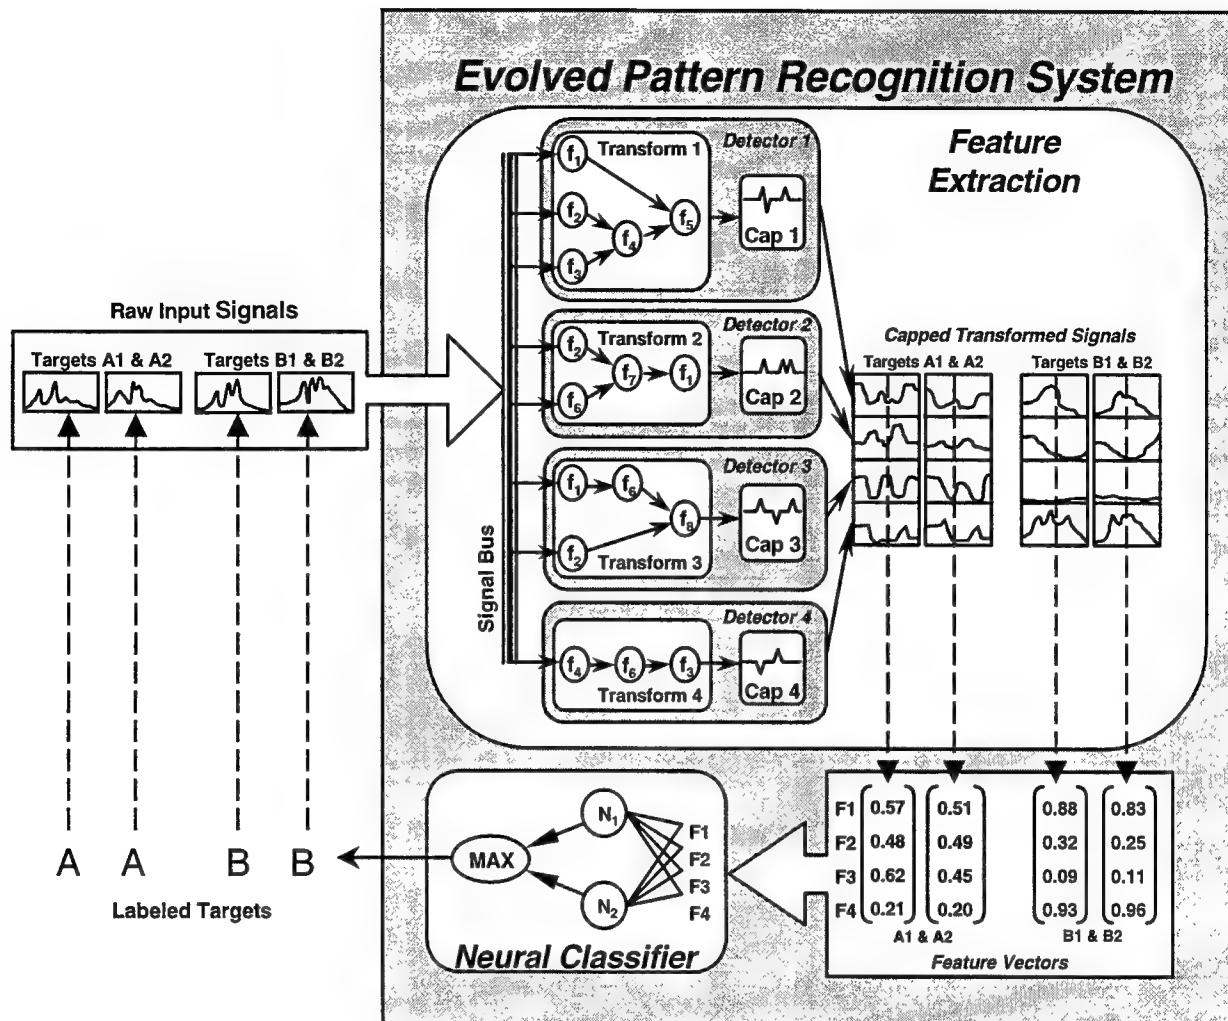 Evolved Pattern Recognition System
Feature
Extraction
Detector 1
Transform 1
f1
f2
f3
f4
f5
Cap 1
Detector 2
Transform 2
f2
f6
f7
f1
Cap 2
Detector 3
f1
f6
f2
f8
Transform 3
Cap 3
Detector 4
f4
f6
f3
Transform 4
Cap 4
Signal Bus
Raw Input Signals
Targets A1 & A2
Targets B1 & B2
Capped Transformed Signals
Targets A1 & A2
Targets B1 & B2
A A B B
Labeled Targets
MAX
N1
N2
F1
F2
F3
F4
Neural Classifier
F1 0.57 0.51 0.88 0.83
F2 0.48 0.49 0.32 0.25
F3 0.62 0.45 0.09 0.11
F4 0.21 0.20 0.93 0.96
A1 & A2 B1 & B2
Feature Vectors